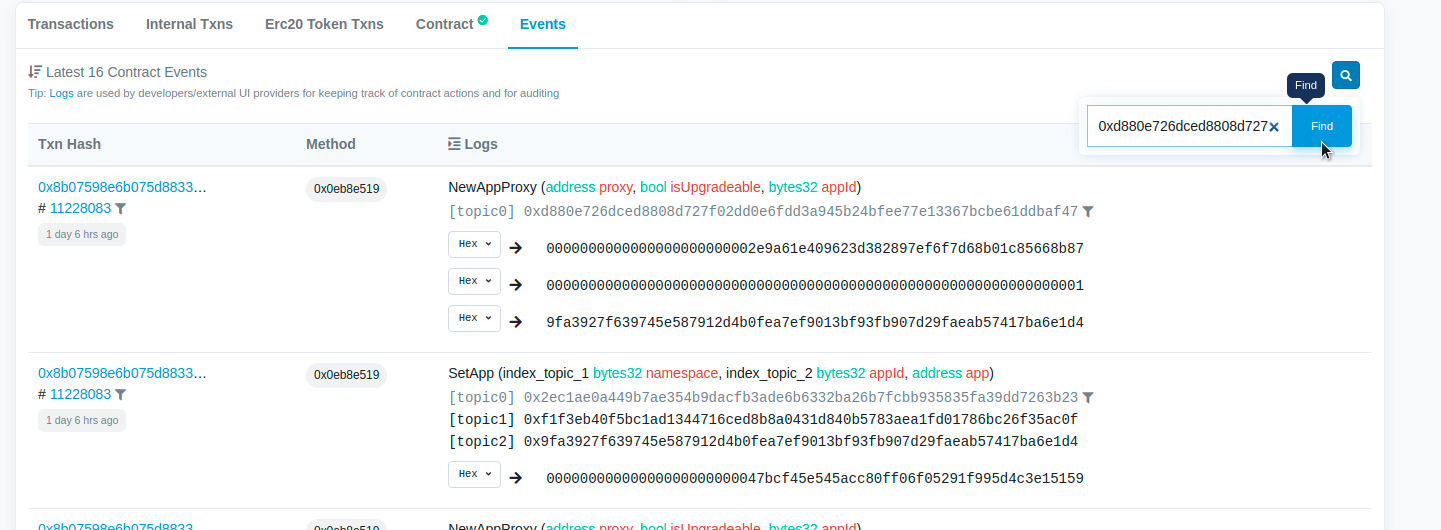 Transactions Internal Txns Erc20 Token Txns Contract Events
Latest 16 Contract Events
Tip: Logs are used by developers/external UI providers for keeping track of contract actions and for auditing
Find
0xd880e726dced8808d727 Find
Txn Hash Method Logs
0x8b07598e6b075d8833... 0x0eb8e519 NewAppProxy (address proxy, bool isUpgradeable, bytes32 appId)
# 11228083 [topic0] 0xd880e726dced8808d727f02dd0e6fdd3a945b24bfee77e13367bcbe61ddbaf47
1 day 6 hrs ago
Hex → 0000000000000000000000002e9a61e409623d382897ef6f7d68b01c85668b87
Hex → 0000000000000000000000000000000000000000000000000000000000000001
Hex → 9fa3927f639745e587912d4b0fea7ef9013bf93fb907d29faeab57417ba6e1d4
0x8b07598e6b075d8833... 0x0eb8e519 SetApp (index_topic_1 bytes32 namespace, index_topic_2 bytes32 appId, address app)
# 11228083 [topic0] 0x2ec1ae0a449b7ae354b9dacfb3ade6b6332ba26b7fcbb935835fa39dd7263b23
1 day 6 hrs ago [topic1] 0xf1f3eb40f5bc1ad1344716ced8b8a0431d840b5783aea1fd01786bc26f35ac0f
[topic2] 0x9fa3927f639745e587912d4b0fea7ef9013bf93fb907d29faeab57417ba6e1d4
Hex → 00000000000000000000000047bcf45e545acc80ff06f05291f995d4c3e15159
0x8b07598e6b075d8833... 0x0eb8e519 NewAppProxy (address proxy, bool isUpgradeable, bytes32 appId)